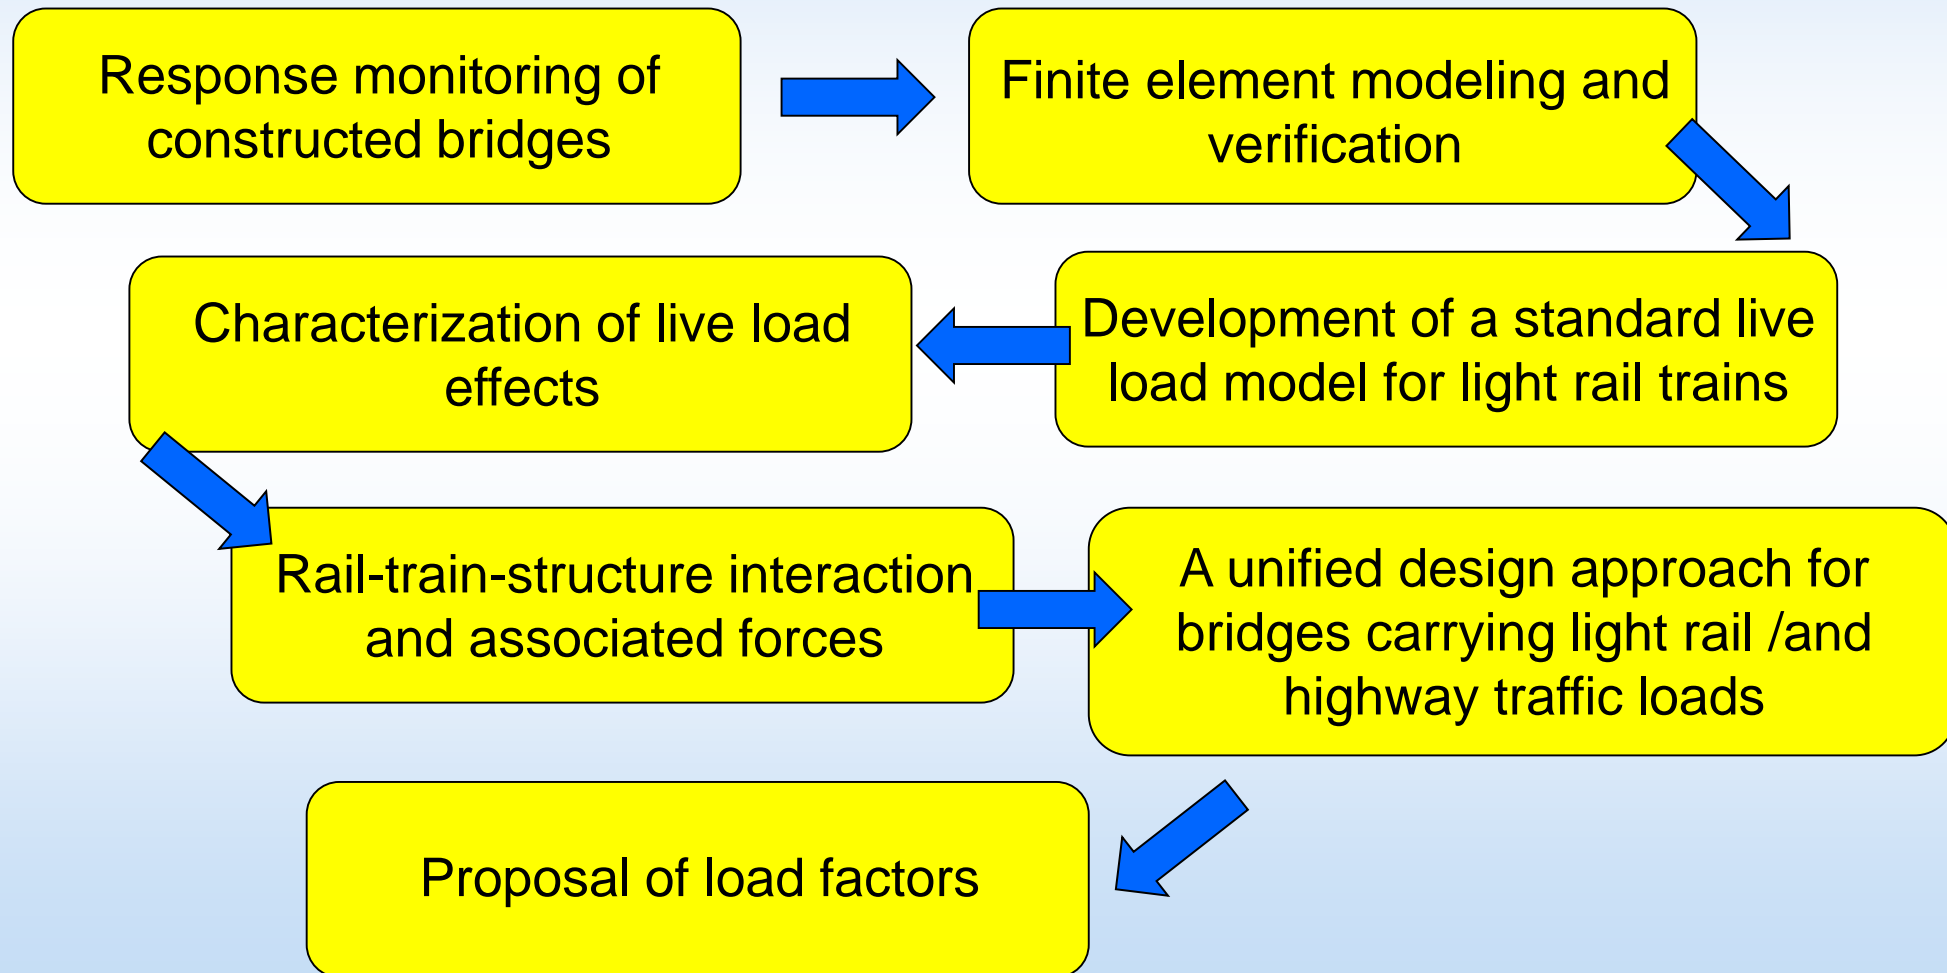 Response monitoring of
constructed bridges
Finite element modeling and
verification
Development of a standard live
load model for light rail trains
Characterization of live load
effects
Rail-train-structure interaction
and associated forces
A unified design approach for
bridges carrying light rail /and
highway traffic loads
Proposal of load factors